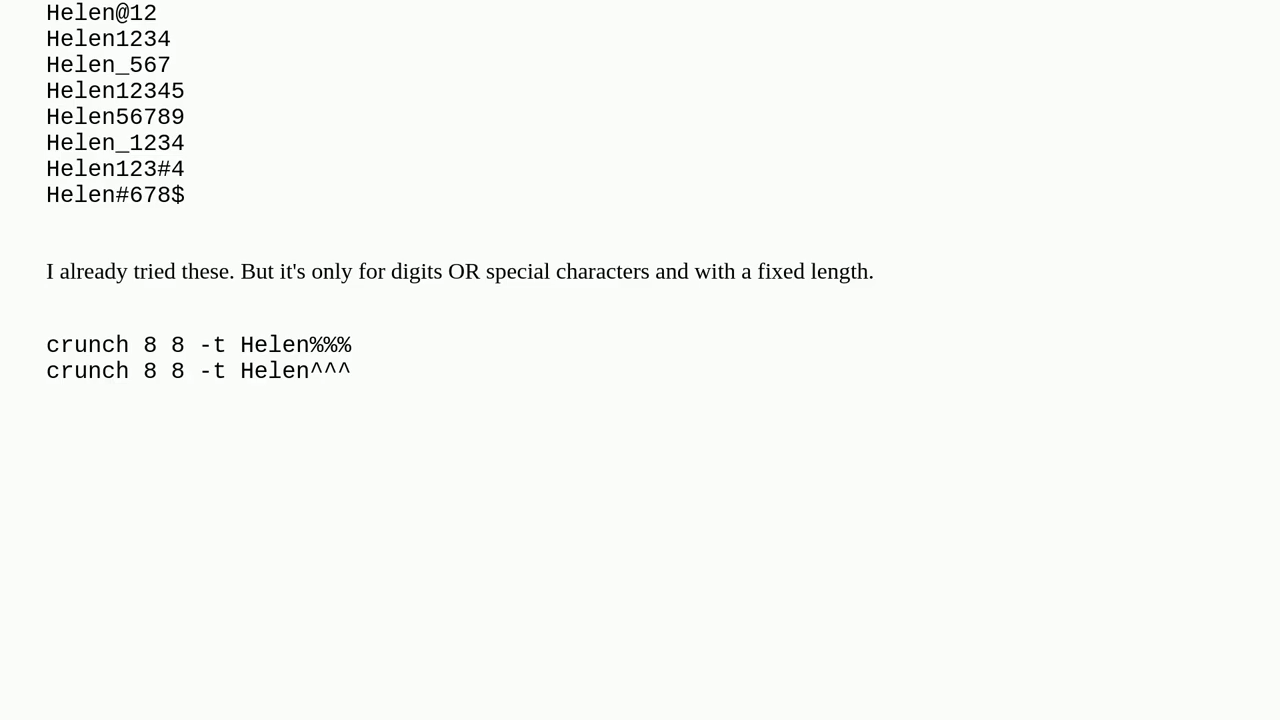 Helen@12
Helen1234
Helen_567
Helen12345
Helen56789
Helen_1234
Helen123#4
Helen#678$
I already tried these. But it's only for digits OR special characters and with a fixed length.
crunch 8 8 -t Helen%%%
crunch 8 8 -t Helen^^^